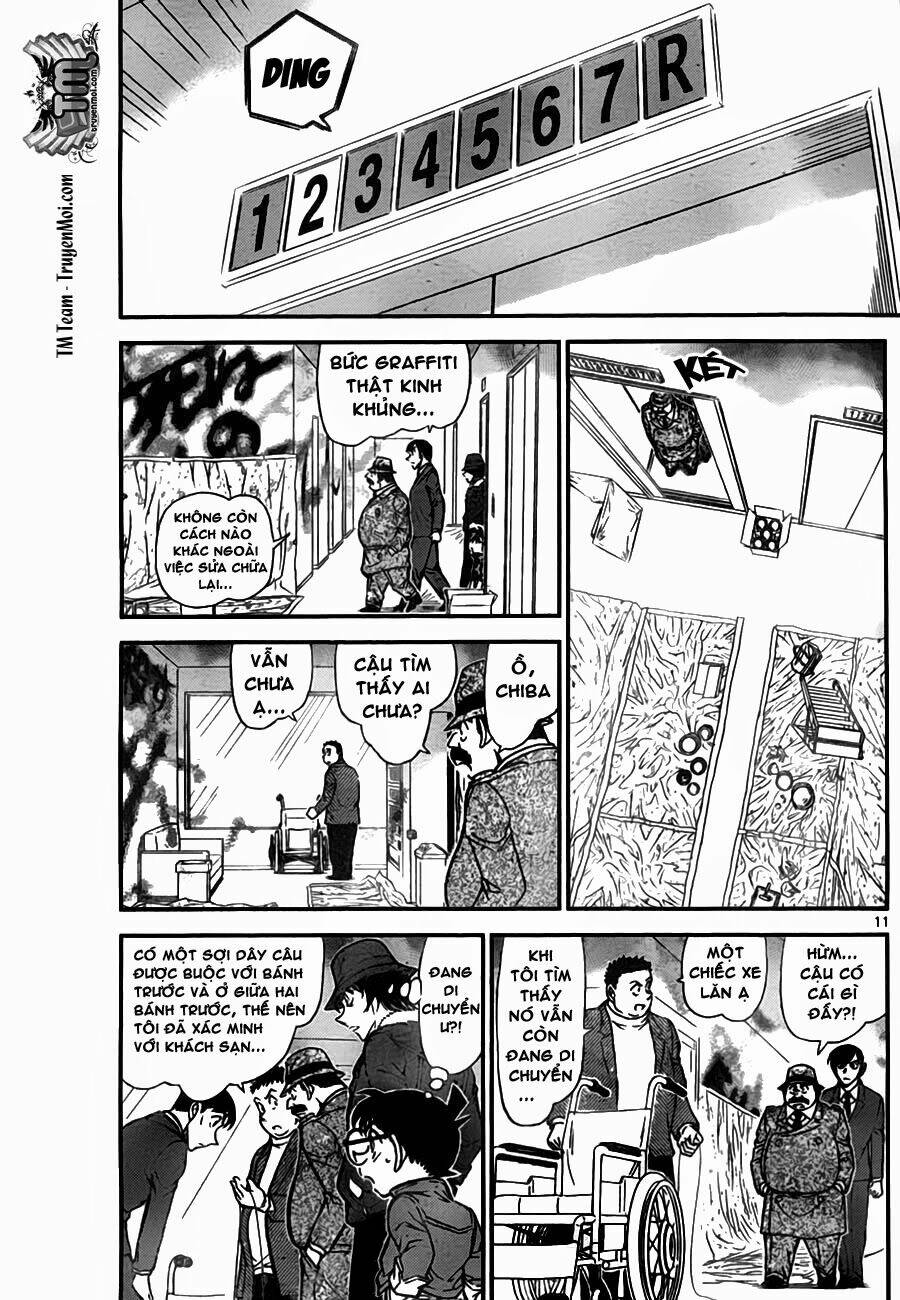 DING
1 2 3 4 5 6 7 R
TM
truyenmoi.com
TM Team - TruyenMoi.com
KÉT
BỨC GRAFFITI
THẬT KINH
KHỦNG...
KHÔNG CÒN
CÁCH NÀO
KHÁC NGOÀI
VIỆC SỬA CHỮA
LẠI...
Ồ,
CHIBA
CẬU TÌM
THẤY AI
CHƯA?
VẪN
CHƯA
Ạ...
11
HỪM...
CẬU CÓ
CÁI GÌ
ĐẤY?!
MỘT
CHIẾC XE
LĂN Ạ
KHI
TÔI TÌM
THẤY
NÓ VẪN
CÒN
ĐANG DI
CHUYỂN
...
ĐANG
DI
CHUYỂN
Ư?!
CÓ MỘT SỢI DÂY CÂU
ĐƯỢC BUỘC VỚI BÁNH
TRƯỚC VÀ Ở GIỮA HAI
BÁNH TRƯỚC, THẾ NÊN
TÔI ĐÃ XÁC MINH
VỚI KHÁCH SẠN...